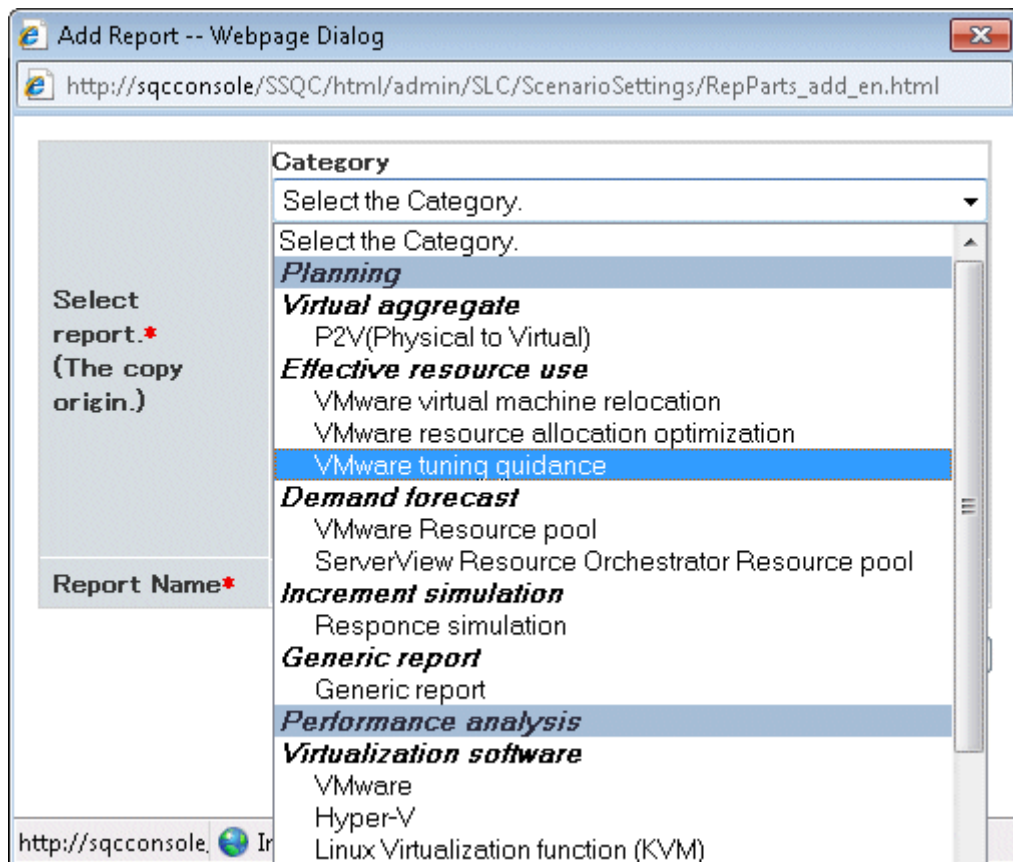 Add Report -- Webpage Dialog
http://sqcconsole/SSQC/html/admin/SLC/ScenarioSettings/RepParts_add_en.html
Category
Select the Category.
Select the Category.
Planning
Virtual aggregate
P2V(Physical to Virtual)
Select
report.*
(The copy
origin.)
Effective resource use
VMware virtual machine relocation
VMware resource allocation optimization
VMware tuning guidance
Demand forecast
VMware Resource pool
ServerView Resource Orchestrator Resource pool
Report Name*
Increment simulation
Responce simulation
Generic report
Generic report
Performance analysis
Virtualization software
VMware
Hyper-V
Linux Virtualization function (KVM)
http://sqcconsole